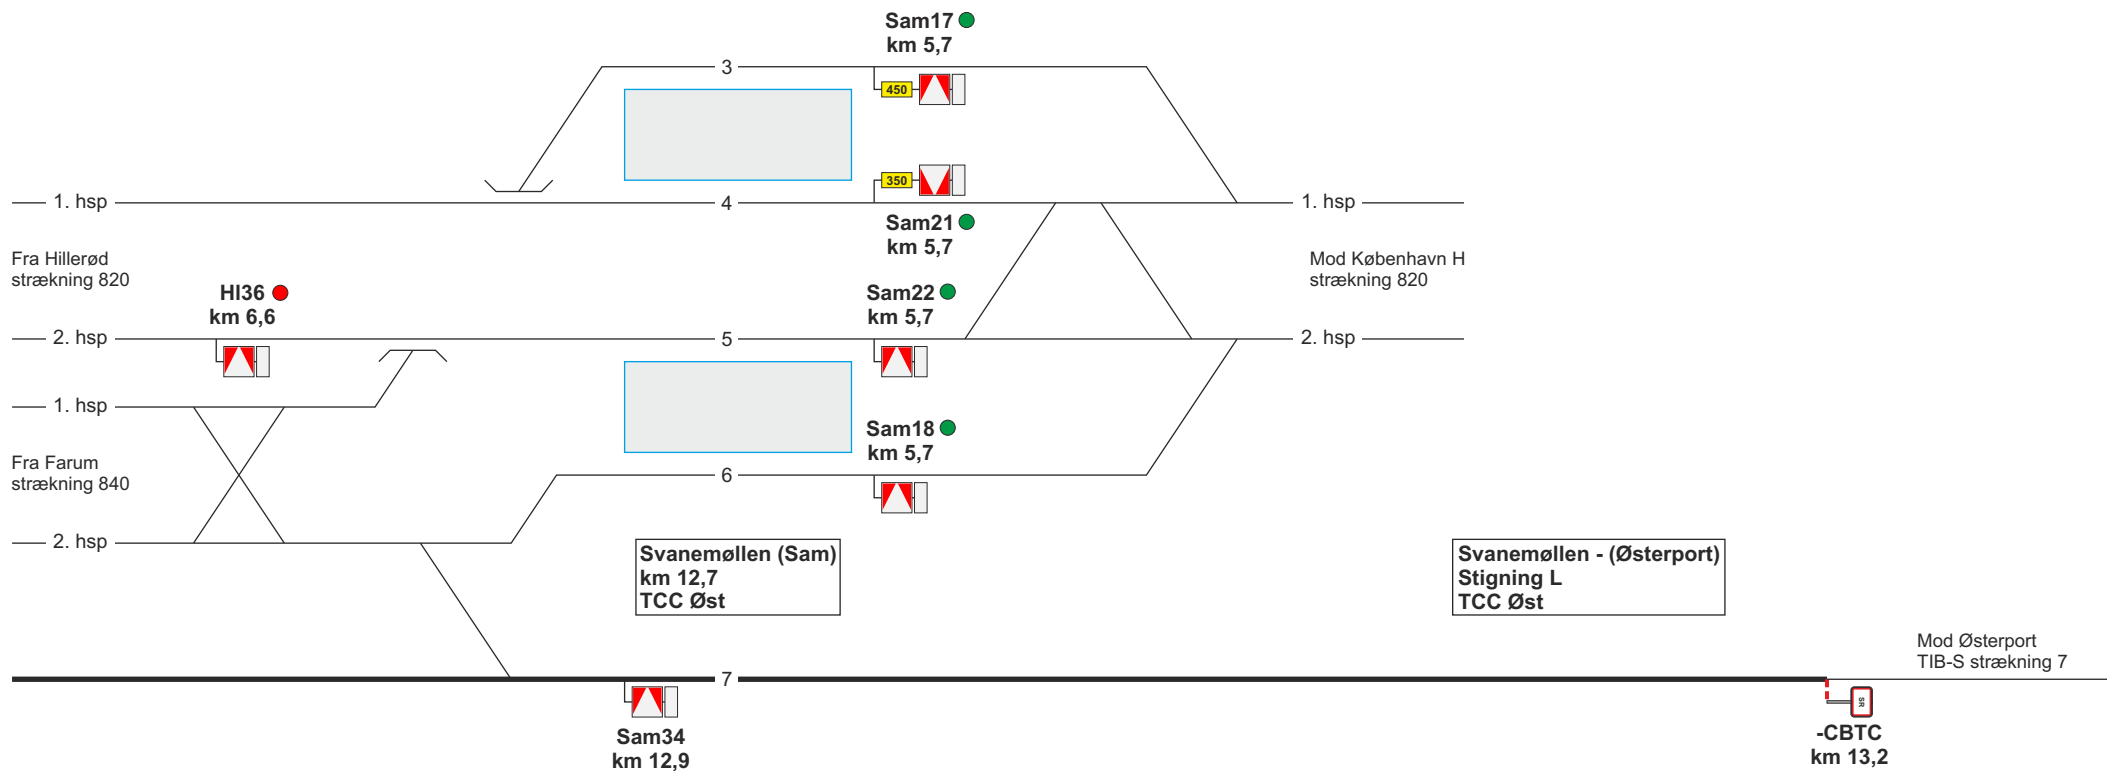 Sam17
km 5,7
3
450
350
1. hsp
4
1. hsp
Sam21
km 5,7
Fra Hillerød
strækning 820
Mod København H
strækning 820
HI36
km 6,6
Sam22
km 5,7
2. hsp
5
2. hsp
1. hsp
Sam18
km 5,7
Fra Farum
strækning 840
6
2. hsp
Svanemøllen (Sam)
km 12,7
TCC Øst
Svanemøllen - (Østerport)
Stigning L
TCC Øst
Mod Østerport
TIB-S strækning 7
7
SR
Sam34
km 12,9
-CBTC
km 13,2